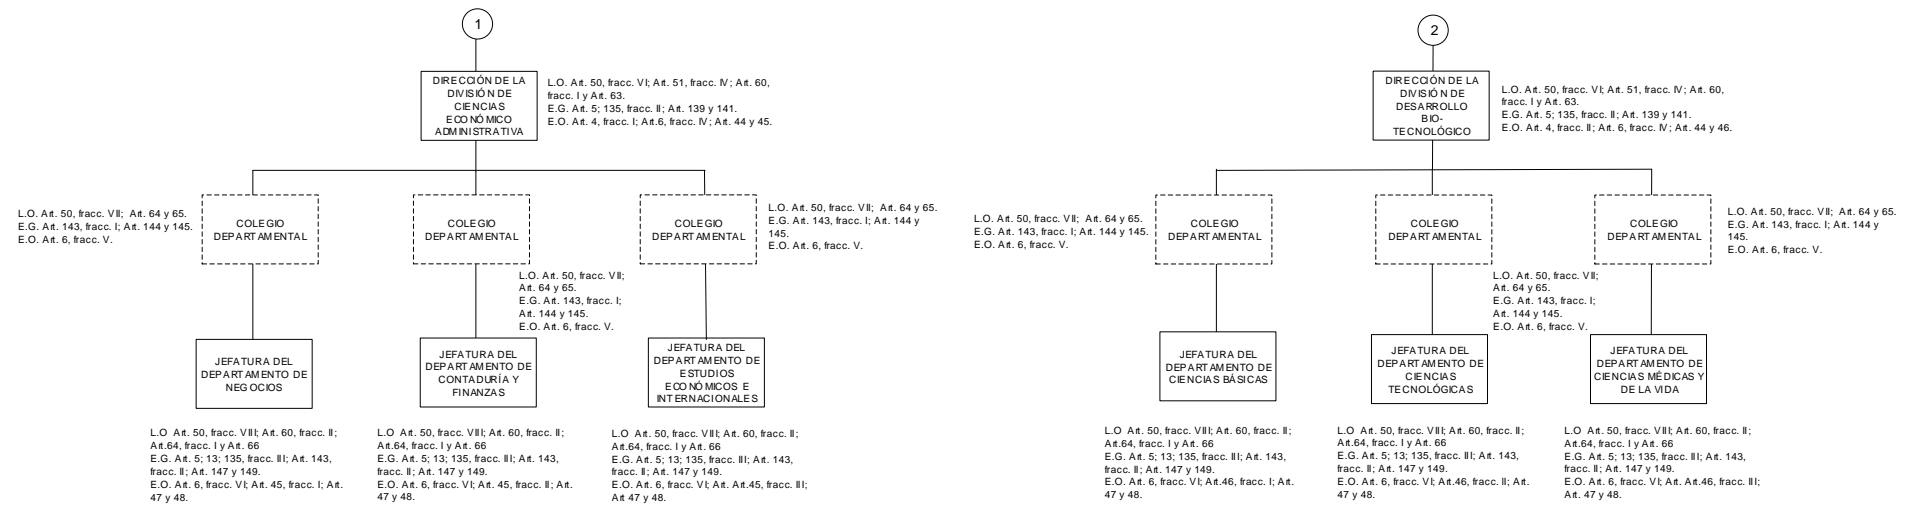 1
DIRECCIÓN DE LA
DIVISIÓN DE
CIENCIAS
ECONÓMICO
ADMINISTRATIVA
L.O. Art. 50, fracc. VI; Art. 51, fracc. IV; Art. 60,
fracc. I y Art. 63.
E.G. Art. 5; 135, fracc. II; Art. 139 y 141.
E.O. Art. 4, fracc. I; Art.6, fracc. IV; Art. 44 y 45.
L.O. Art. 50, fracc. VII;  Art. 64 y 65.
E.G. Art. 143, fracc. I; Art. 144 y 145.
E.O. Art. 6, fracc. V.
COLEGIO
DEPARTAMENTAL
COLEGIO
DEPARTAMENTAL
L.O. Art. 50, fracc. VII;
Art. 64 y 65.
E.G. Art. 143, fracc. I;
Art. 144 y 145.
E.O. Art. 6, fracc. V.
COLEGIO
DEPARTAMENTAL
L.O. Art. 50, fracc. VII;  Art. 64 y 65.
E.G. Art. 143, fracc. I; Art. 144 y
145.
E.O. Art. 6, fracc. V.
JEFATURA DEL
DEPARTAMENTO DE
NEGOCIOS
JEFATURA DEL
DEPARTAMENTO DE
CONTADURÍA Y
FINANZAS
JEFATURA DEL
DEPARTAMENTO DE
ESTUDIOS
ECONÓMICOS E
INTERNACIONALES
L.O  Art. 50, fracc. VIII; Art. 60, fracc. II;
Art.64, fracc. I y Art. 66
E.G. Art. 5; 13; 135, fracc. III; Art. 143,
fracc. II; Art. 147 y 149.
E.O. Art. 6, fracc. VI; Art. 45, fracc. I; Art.
47 y 48.
L.O  Art. 50, fracc. VIII; Art. 60, fracc. II;
Art.64, fracc. I y Art. 66
E.G. Art. 5; 13; 135, fracc. III; Art. 143,
fracc. II; Art. 147 y 149.
E.O. Art. 6, fracc. VI; Art. 45, fracc. II; Art.
47 y 48.
L.O  Art. 50, fracc. VIII; Art. 60, fracc. II;
Art.64, fracc. I y Art. 66
E.G. Art. 5; 13; 135, fracc. III; Art. 143,
fracc. II; Art. 147 y 149.
E.O. Art. 6, fracc. VI; Art. Art.45, fracc. III;
Art 47 y 48.
2
DIRECCIÓN DE LA
DIVISIÓN DE
DESARROLLO
BIO-
TECNOLÓGICO
L.O. Art. 50, fracc. VI; Art. 51, fracc. IV; Art. 60,
fracc. I y Art. 63.
E.G. Art. 5; 135, fracc. II; Art. 139 y 141.
E.O. Art. 4, fracc. II; Art. 6, fracc. IV; Art. 44 y 46.
L.O. Art. 50, fracc. VII;  Art. 64 y 65.
E.G. Art. 143, fracc. I; Art. 144 y 145.
E.O. Art. 6, fracc. V.
COLEGIO
DEPARTAMENTAL
COLEGIO
DEPARTAMENTAL
L.O. Art. 50, fracc. VII;
Art. 64 y 65.
E.G. Art. 143, fracc. I;
Art. 144 y 145.
E.O. Art. 6, fracc. V.
COLEGIO
DEPARTAMENTAL
L.O. Art. 50, fracc. VII;  Art. 64 y 65.
E.G. Art. 143, fracc. I; Art. 144 y
145.
E.O. Art. 6, fracc. V.
JEFATURA DEL
DEPARTAMENTO DE
CIENCIAS BÁSICAS
JEFATURA DEL
DEPARTAMENTO DE
CIENCIAS
TECNOLÓGICAS
JEFATURA DEL
DEPARTAMENTO DE
CIENCIAS MÉDICAS Y
DE LA VIDA
L.O  Art. 50, fracc. VIII; Art. 60, fracc. II;
Art.64, fracc. I y Art. 66
E.G. Art. 5; 13; 135, fracc. III; Art. 143,
fracc. II; Art. 147 y 149.
E.O. Art. 6, fracc. VI; Art.46, fracc. I; Art.
47 y 48.
L.O  Art. 50, fracc. VIII; Art. 60, fracc. II;
Art.64, fracc. I y Art. 66
E.G. Art. 5; 13; 135, fracc. III; Art. 143,
fracc. II; Art. 147 y 149.
E.O. Art. 6, fracc. VI; Art.46, fracc. II; Art.
47 y 48.
L.O  Art. 50, fracc. VIII; Art. 60, fracc. II;
Art.64, fracc. I y Art. 66
E.G. Art. 5; 13; 135, fracc. III; Art. 143,
fracc. II; Art. 147 y 149.
E.O. Art. 6, fracc. VI; Art. Art.46, fracc. III;
Art. 47 y 48.